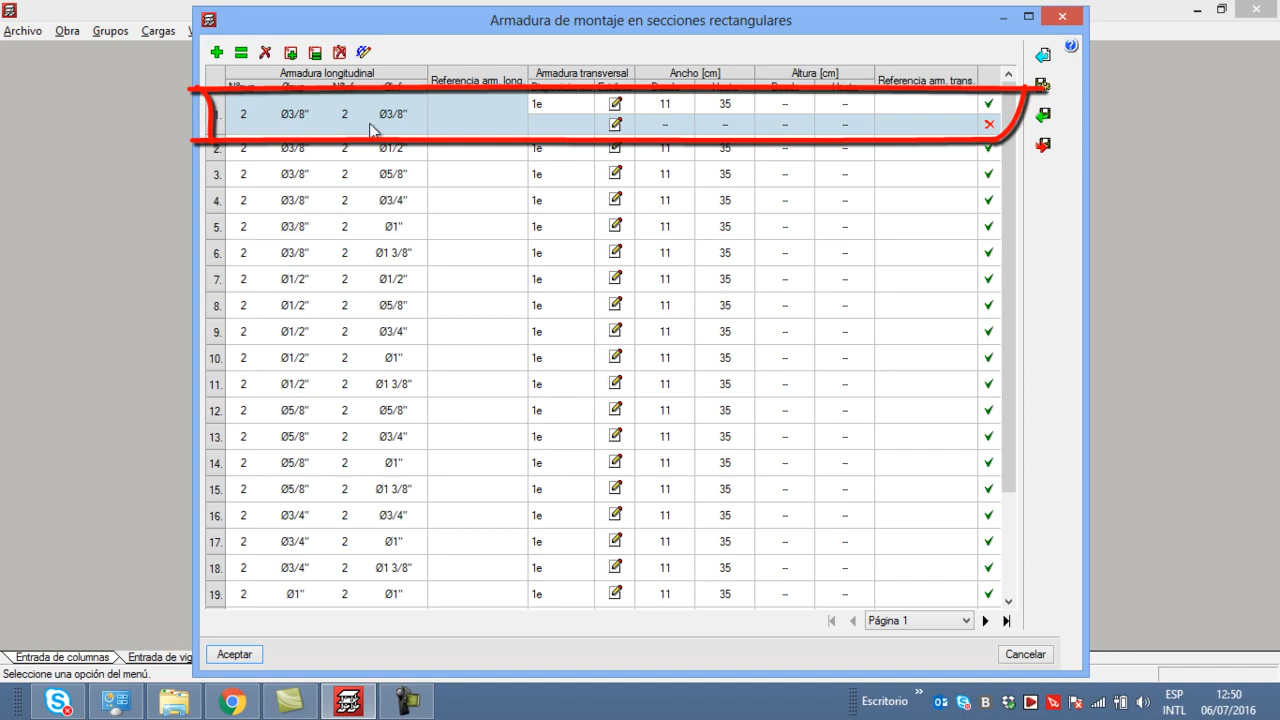 Armadura de montaje en secciones rectangulares
Archivo Obra Grupos Cargas
Armadura longitudinal Referencia arm. long. Armadura transversal Ancho [cm] Altura [cm] Referencia arm. trans.
1. 2 Ø3/8" 2 Ø3/8" 1e 11 35
-- -- -- --
2. 2 Ø3/8" 2 Ø1/2" 1e 11 35 -- --
3. 2 Ø3/8" 2 Ø5/8" 1e 11 35 -- --
4. 2 Ø3/8" 2 Ø3/4" 1e 11 35 -- --
5. 2 Ø3/8" 2 Ø1" 1e 11 35 -- --
6. 2 Ø3/8" 2 Ø1 3/8" 1e 11 35 -- --
7. 2 Ø1/2" 2 Ø1/2" 1e 11 35 -- --
8. 2 Ø1/2" 2 Ø5/8" 1e 11 35 -- --
9. 2 Ø1/2" 2 Ø3/4" 1e 11 35 -- --
10. 2 Ø1/2" 2 Ø1" 1e 11 35 -- --
11. 2 Ø1/2" 2 Ø1 3/8" 1e 11 35 -- --
12. 2 Ø5/8" 2 Ø5/8" 1e 11 35 -- --
13. 2 Ø5/8" 2 Ø3/4" 1e 11 35 -- --
14. 2 Ø5/8" 2 Ø1" 1e 11 35 -- --
15. 2 Ø5/8" 2 Ø1 3/8" 1e 11 35 -- --
16. 2 Ø3/4" 2 Ø3/4" 1e 11 35 -- --
17. 2 Ø3/4" 2 Ø1" 1e 11 35 -- --
18. 2 Ø3/4" 2 Ø1 3/8" 1e 11 35 -- --
19. 2 Ø1" 2 Ø1" 1e 11 35 -- --
Página 1
Aceptar Cancelar
Entrada de columnas Entrada de vig
Seleccione una opción del menú.
Escritorio » ESP 12:50
INTL 06/07/2016